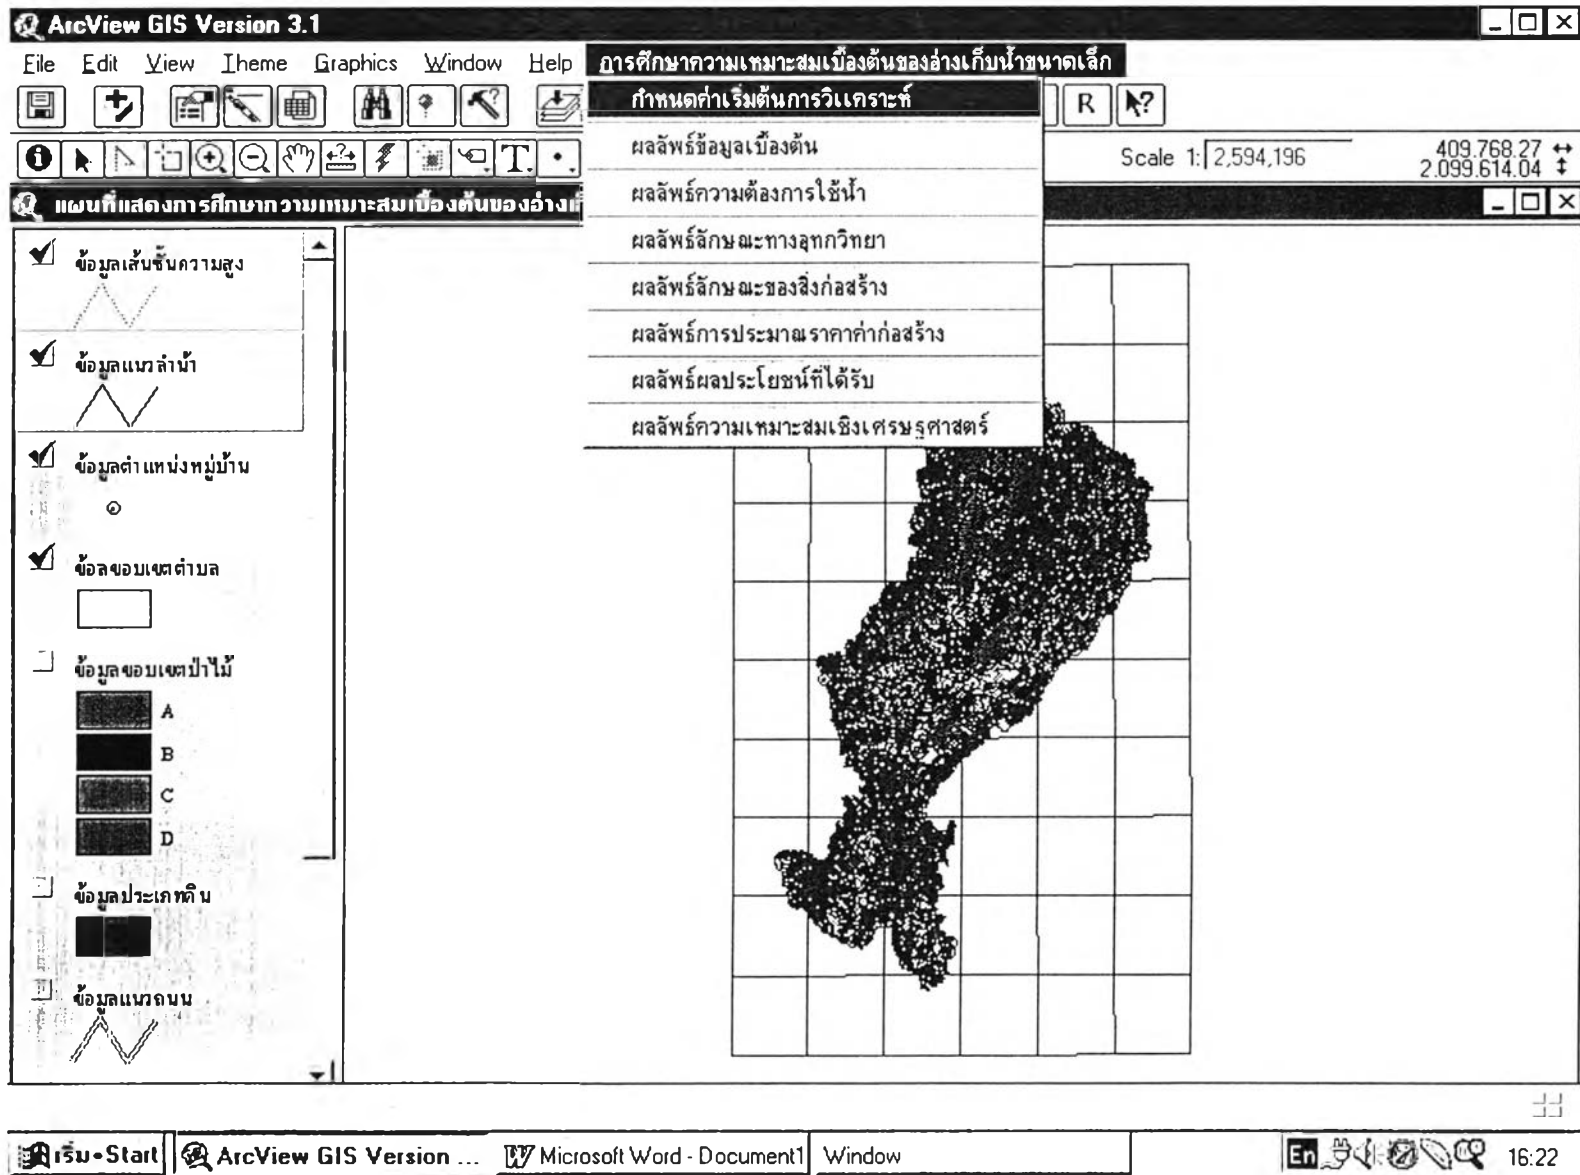 ArcView GIS Version 3.1
File Edit View Theme Graphics Window Help การศึกษาความเหมาะสมเบื้องต้นของอ่างเก็บน้ำขนาดเล็ก
กำหนดค่าเริ่มต้นการวิเเคราะห์
R
ผลลัพธ์ข้อมูลเบื้องต้น
Scale 1: 2,594,196
409.768.27
2.099.614.04
ผลลัพธ์ความต้องการใช้น้ำ
แผนที่แสดงการศึกษาความเหมาะสมเบื้องต้นของอ่างเ
ผลลัพธ์ลักษณะทางอุทกวิทยา
ผลลัพธ์ลักษณะของสิ่งก่อสร้าง
ผลลัพธ์การประมาณราคาค่าก่อสร้าง
ผลลัพธ์ผลประโยชน์ที่ได้รับ
ผลลัพธ์ความเหมาะสมเชิงเศรษฐศาสตร์
ข้อมูลเส้นชั้นความสูง
ข้อมูลแนวลำน้ำ
ข้อมูลตำแหน่งหมู่บ้าน
ข้อลขอบเขตตำบล
ข้อมูลขอบเขตป่าไม้
A
B
C
D
ข้อมูลประเภทดิน
ข้อมูลแนวถนน
เริ่ม•Start ArcView GIS Version ... Microsoft Word - Document1 Window En 16:22